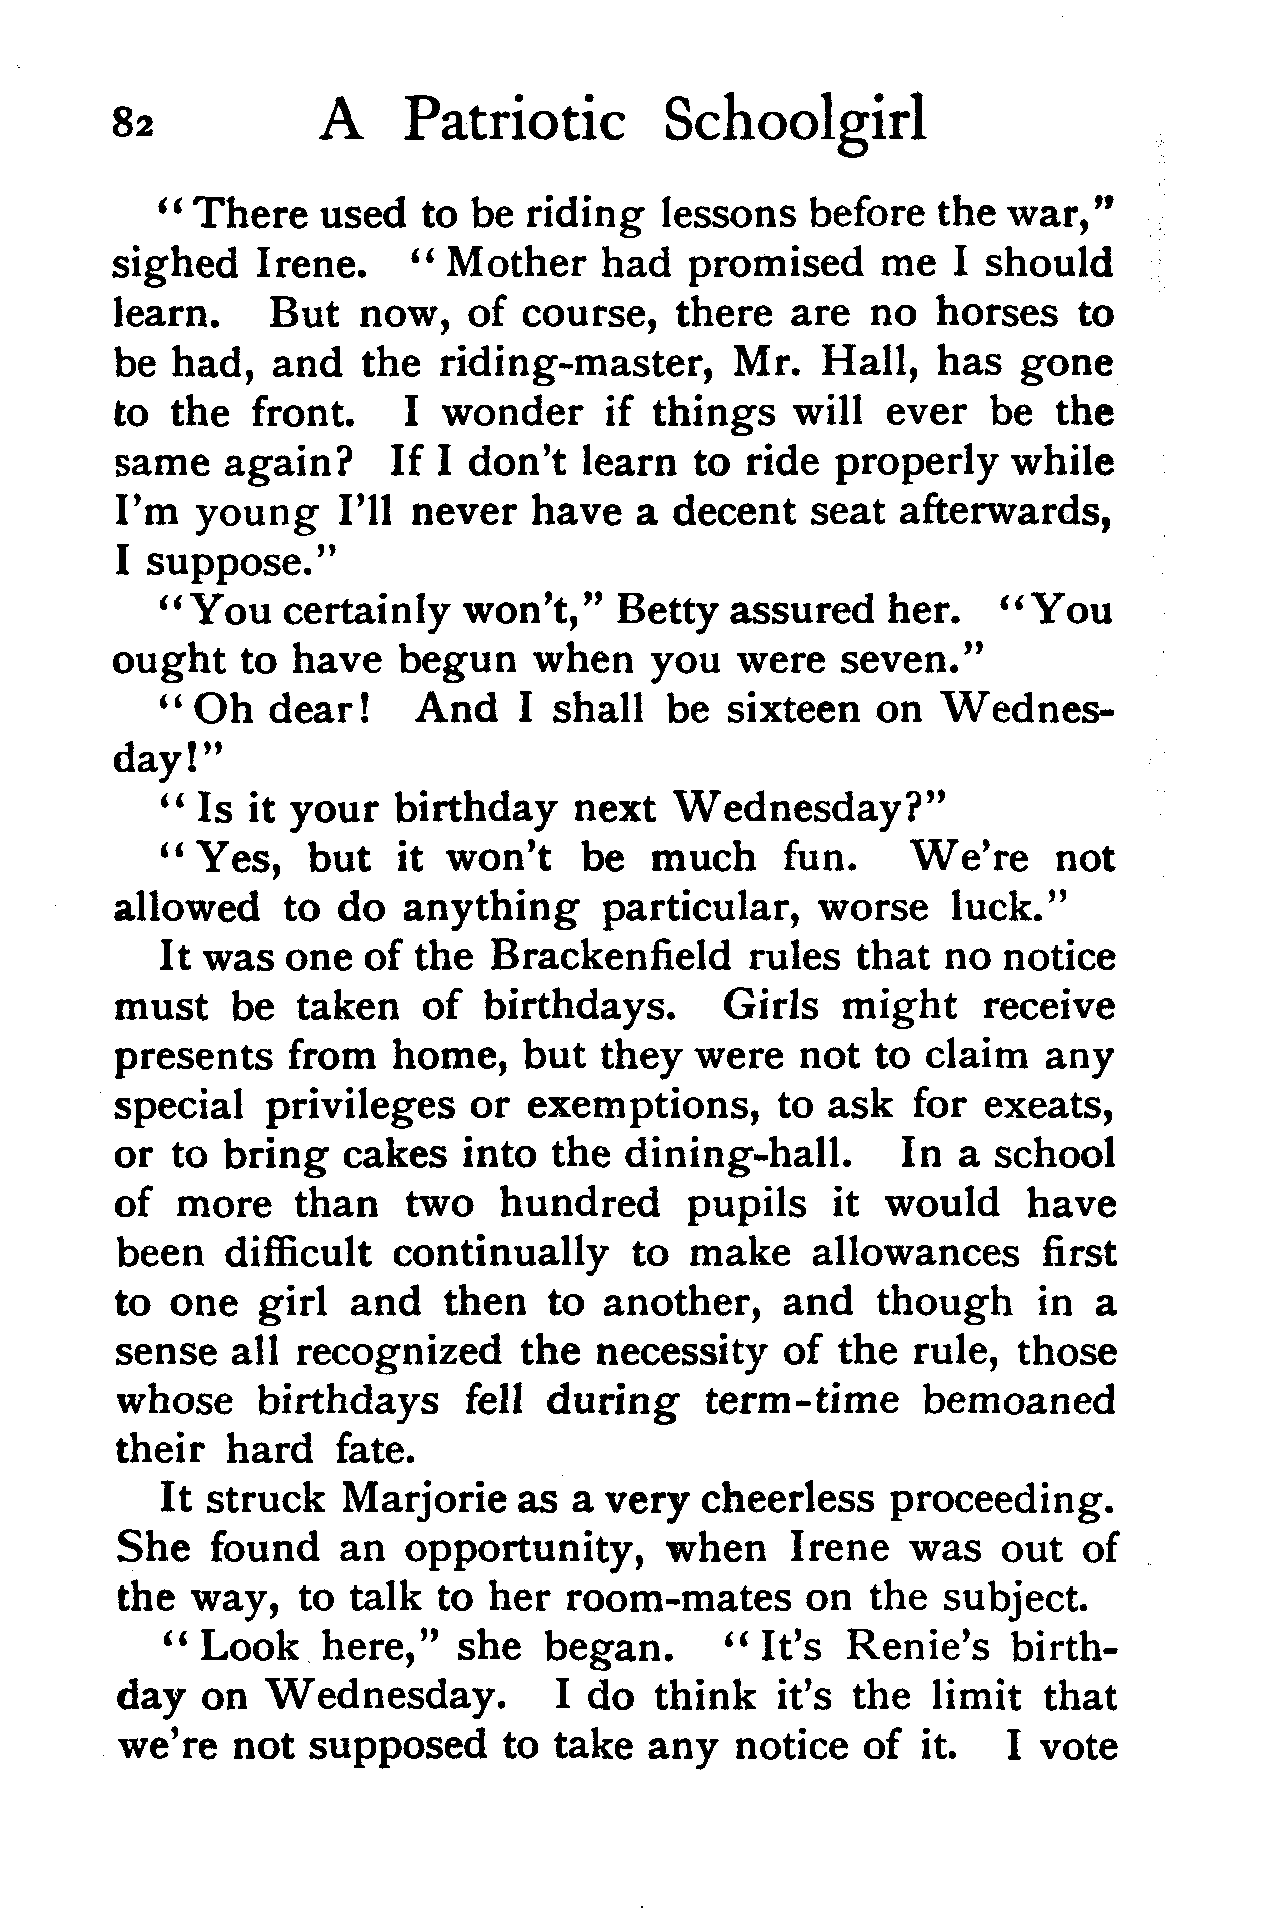 82 A Patriotic Schoolgirl
“There used to be riding lessons before the war,”
sighed Irene. “Mother had promised me I should
learn. But now, of course, there are no horses to
be had, and the riding-master, Mr. Hall, has gone
to the front. I wonder if things will ever be the
same again? If I don’t learn to ride properly while
I’m young I’ll never have a decent seat afterwards,
I suppose.”
“You certainly won’t,” Betty assured her. “You
ought to have begun when you were seven.”
“Oh dear! And I shall be sixteen on Wednes-
day!”
“Is it your birthday next Wednesday?”
“Yes, but it won’t be much fun. We’re not
allowed to do anything particular, worse luck.”
It was one of the Brackenfield rules that no notice
must be taken of birthdays. Girls might receive
presents from home, but they were not to claim any
special privileges or exemptions, to ask for exeats,
or to bring cakes into the dining-hall. In a school
of more than two hundred pupils it would have
been difficult continually to make allowances first
to one girl and then to another, and though in a
sense all recognized the necessity of the rule, those
whose birthdays fell during term-time bemoaned
their hard fate.
It struck Marjorie as a very cheerless proceeding.
She found an opportunity, when Irene was out of
the way, to talk to her room-mates on the subject.
“Look here,” she began. “It’s Renie’s birth-
day on Wednesday. I do think it’s the limit that
we’re not supposed to take any notice of it. I vote